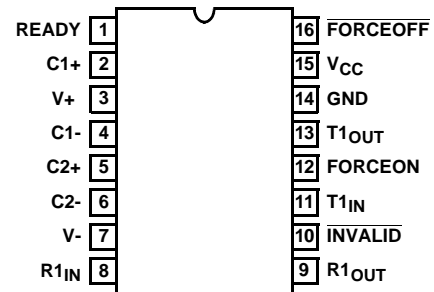 READY 1 16 FORCEOFF
C1+ 2 15 VCC
V+ 3 14 GND
C1- 4 13 T1OUT
C2+ 5 12 FORCEON
C2- 6 11 T1IN
V- 7 10 INVALID
R1IN 8 9 R1OUT